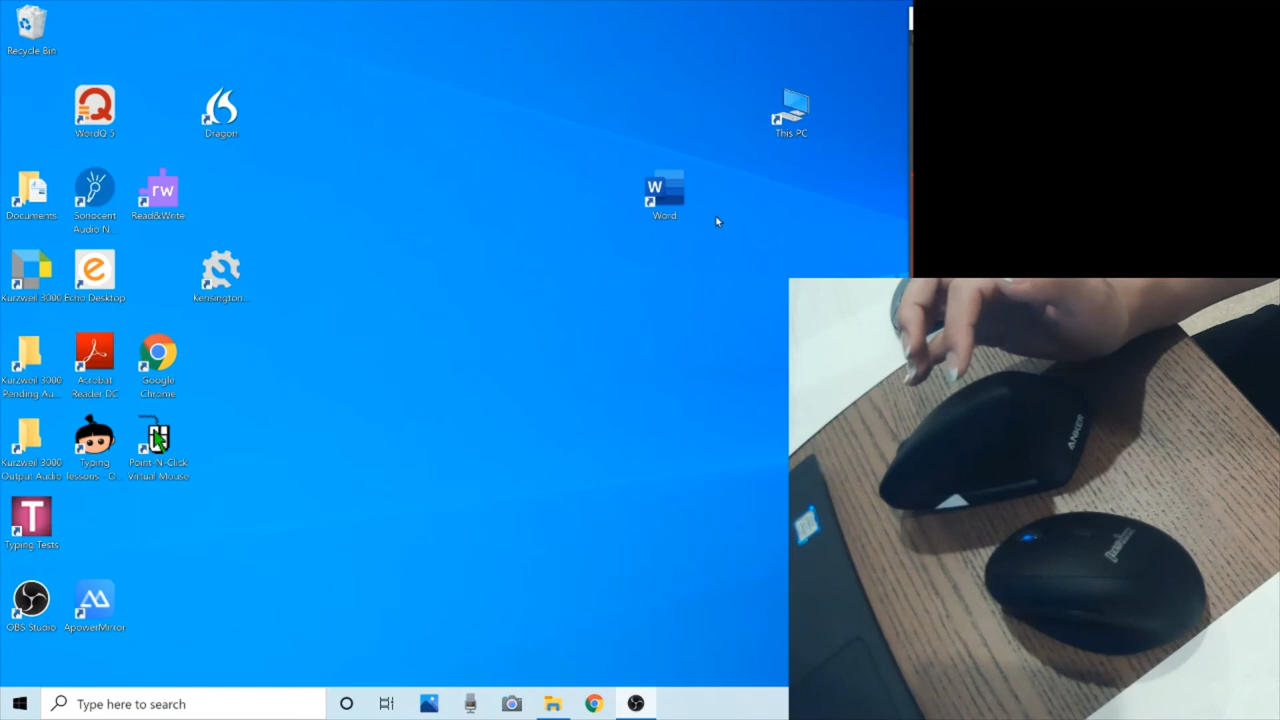 Recycle Bin
WordQ 5
Dragon
This PC
W
Word
Documents
Sonocent
Audio N...
rw
Read&Write
Kurzweil 3000
e
Echo Desktop
Kensington...
Kurzweil 3000
Pending Au...
Acrobat
Reader DC
Google
Chrome
Kurzweil 3000
Output Audio
Typing
lessons - O...
Point-N-Click
Virtual Mouse
T
Typing Tests
OBS Studio
ApowerMirror
Type here to search
ANKER
perixx